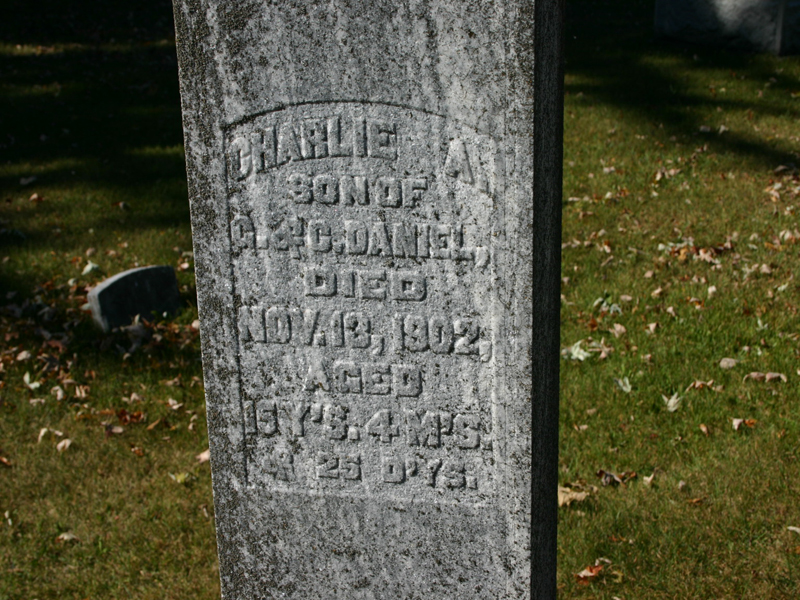 CHARLIE A.
SON OF
G. & C. DANIEL,
DIED
NOV. 13, 1902,
AGED
15 Y'S. 4 M'S.
& 25 D'YS.